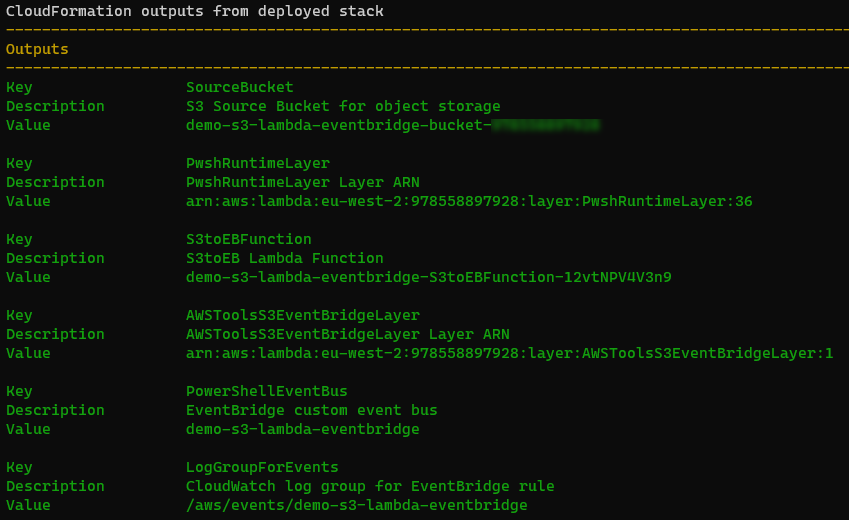 CloudFormation outputs from deployed stack
Outputs
Key SourceBucket
Description S3 Source Bucket for object storage
Value demo-s3-lambda-eventbridge-bucket-
Key PwshRuntimeLayer
Description PwshRuntimeLayer Layer ARN
Value arn:aws:lambda:eu-west-2:978558897928:layer:PwshRuntimeLayer:36
Key S3toEBFunction
Description S3toEB Lambda Function
Value demo-s3-lambda-eventbridge-S3toEBFunction-12vtNPV4V3n9
Key AWSToolsS3EventBridgeLayer
Description AWSToolsS3EventBridgeLayer Layer ARN
Value arn:aws:lambda:eu-west-2:978558897928:layer:AWSToolsS3EventBridgeLayer:1
Key PowerShellEventBus
Description EventBridge custom event bus
Value demo-s3-lambda-eventbridge
Key LogGroupForEvents
Description CloudWatch log group for EventBridge rule
Value /aws/events/demo-s3-lambda-eventbridge